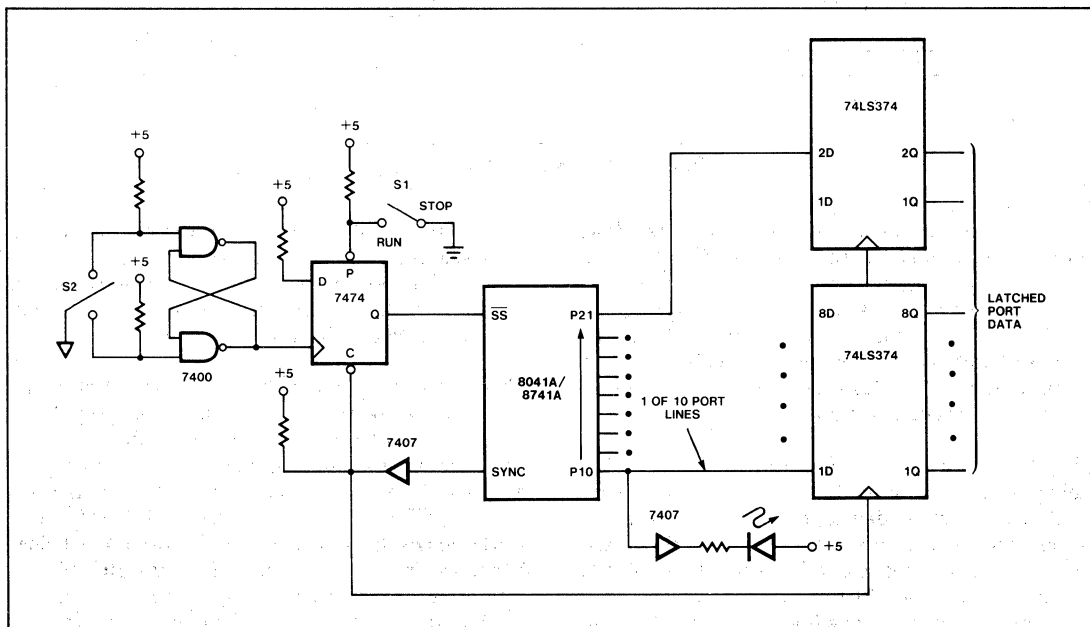 74LS374
2D
2Q
1D
1Q
+5
+5
+5
S1
STOP
RUN
S2
+5
P
D
7474
Q
C
7400
SS
P21
8041A/
8741A
SYNC
P10
+5
7407
8D
8Q
74LS374
1 OF 10 PORT
LINES
1D
1Q
LATCHED
PORT
DATA
7407
+5